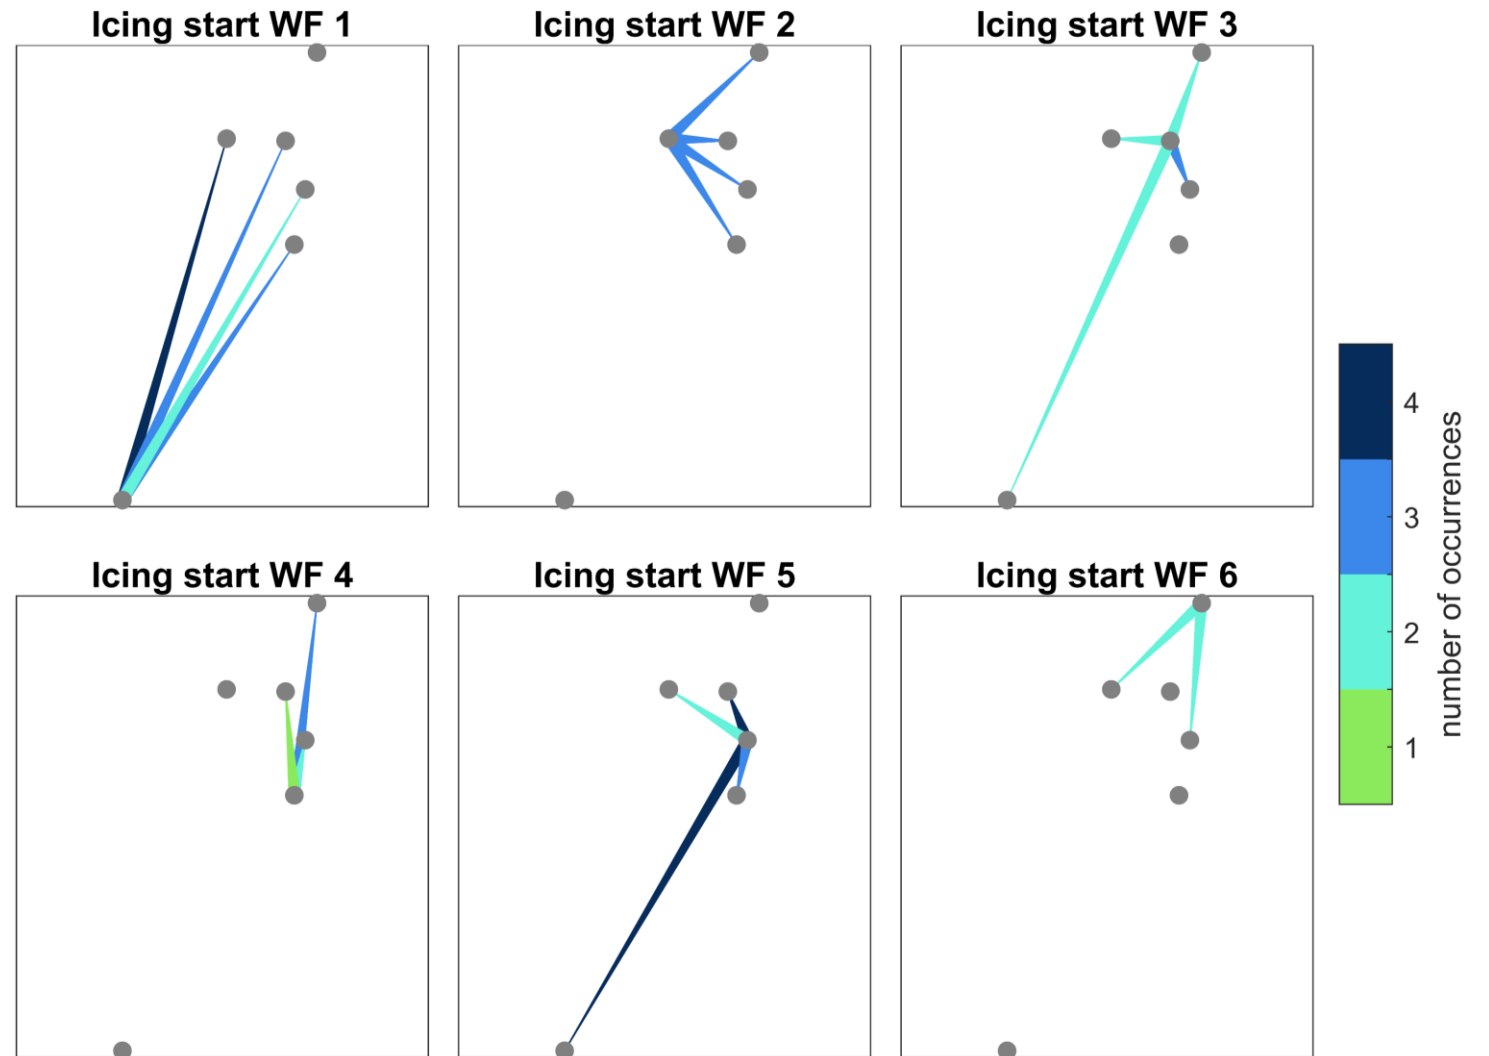 Icing start WF 1
Icing start WF 2
Icing start WF 3
Icing start WF 4
Icing start WF 5
Icing start WF 6
4
3
2
1
number of occurrences